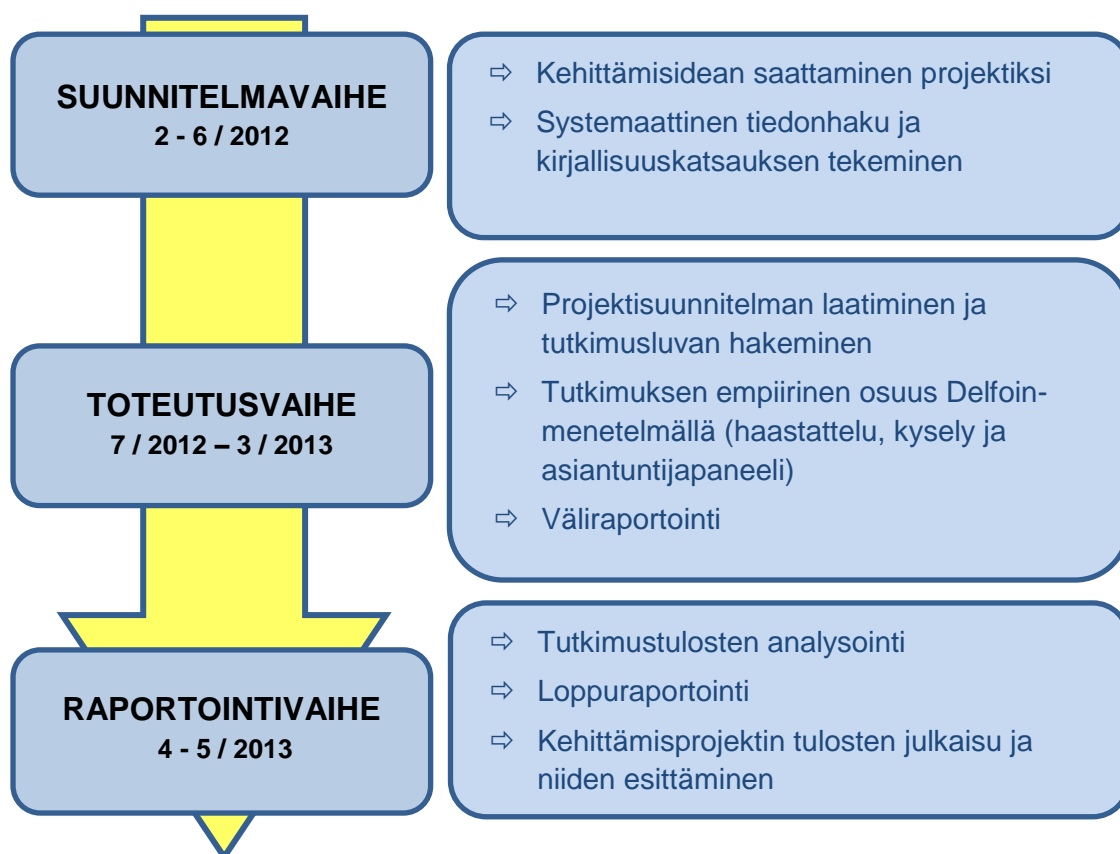 SUUNNITELMAVAIHE
2 - 6 / 2012
⇨ Kehittämisidean saattaminen projektiksi
⇨ Systemaattinen tiedonhaku ja
kirjallisuuskatsauksen tekeminen
TOTEUTUSVAIHE
7 / 2012 – 3 / 2013
⇨ Projektisuunnitelman laatiminen ja
tutkimusluvan hakeminen
⇨ Tutkimuksen empiirinen osuus Delfoin-
menetelmällä (haastattelu, kysely ja
asiantuntijapaneeli)
⇨ Väliraportointi
RAPORTOINTIVAIHE
4 - 5 / 2013
⇨ Tutkimustulosten analysointi
⇨ Loppuraportointi
⇨ Kehittämisprojektin tulosten julkaisu ja
niiden esittäminen